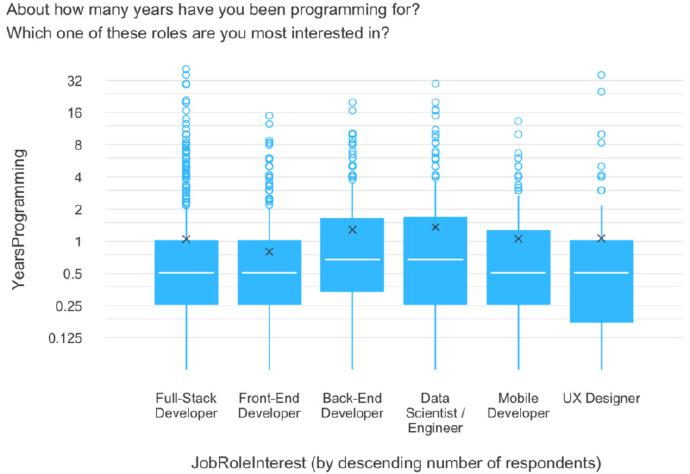 About how many years have you been programming for?
Which one of these roles are you most interested in?
YearsProgramming
32
16
8
4
2
1
0.5
0.25
0.125
Full-Stack
Developer
Front-End
Developer
Back-End
Developer
Data
Scientist /
Engineer
Mobile
Developer
UX Designer
JobRoleInterest (by descending number of respondents)